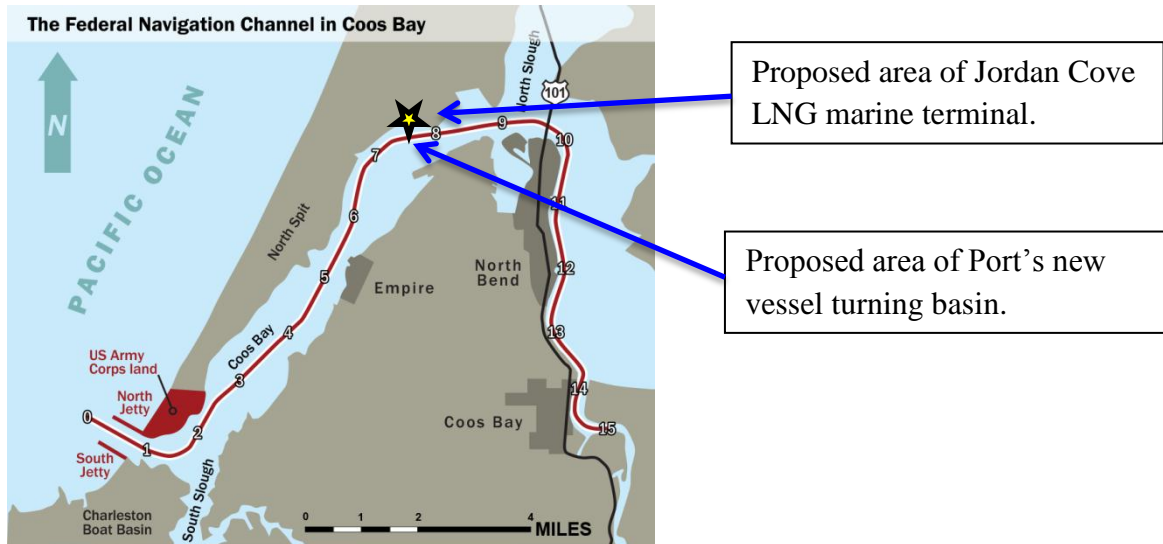 The Federal Navigation Channel in Coos Bay
N
PACIFIC OCEAN
North Slough
101
Proposed area of Jordan Cove
LNG marine terminal.
Proposed area of Port’s new
vessel turning basin.
North Spit
Empire
North
Bend
Coos Bay
US Army
Corps land
North
Jetty
South
Jetty
Coos Bay
South Slough
Charleston
Boat Basin
0
1
2
3
4
5
6
7
8
9
10
11
12
13
14
15
0 1 2 4
MILES